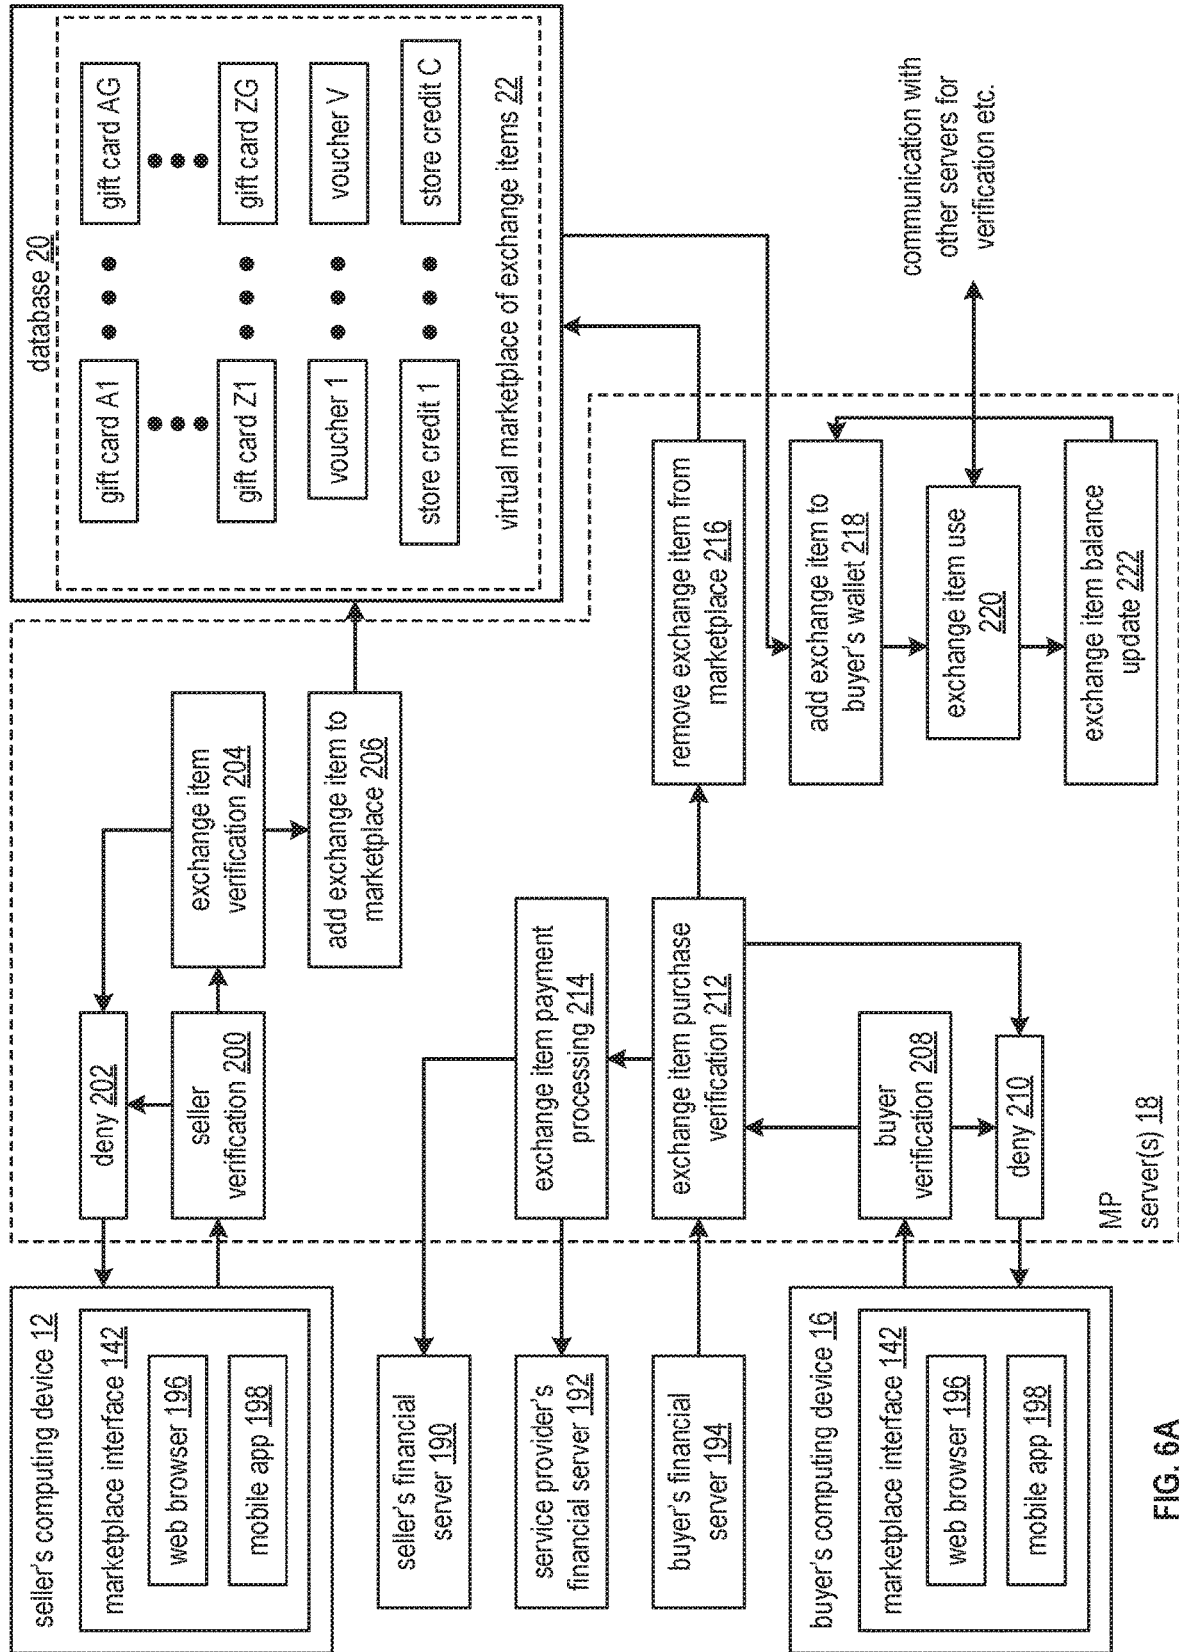 seller's computing device 12
marketplace interface 142
web browser 196
mobile app 198
deny 202
seller
verification 200
exchange item
verification 204
add exchange item to
marketplace 206
database 20
gift card A1
gift card AG
gift card Z1
gift card ZG
voucher 1
voucher V
store credit 1
store credit C
virtual marketplace of exchange items 22
seller's financial
server 190
service provider's
financial server 192
buyer's financial
server 194
exchange item payment
processing 214
exchange item purchase
verification 212
remove exchange item from
marketplace 216
buyer's computing device 16
marketplace interface 142
web browser 196
mobile app 198
buyer
verification 208
deny 210
add exchange item to
buyer's wallet 218
exchange item use
220
exchange item balance
update 222
communication with
other servers for
verification etc.
MP
server(s) 18
FIG. 6A